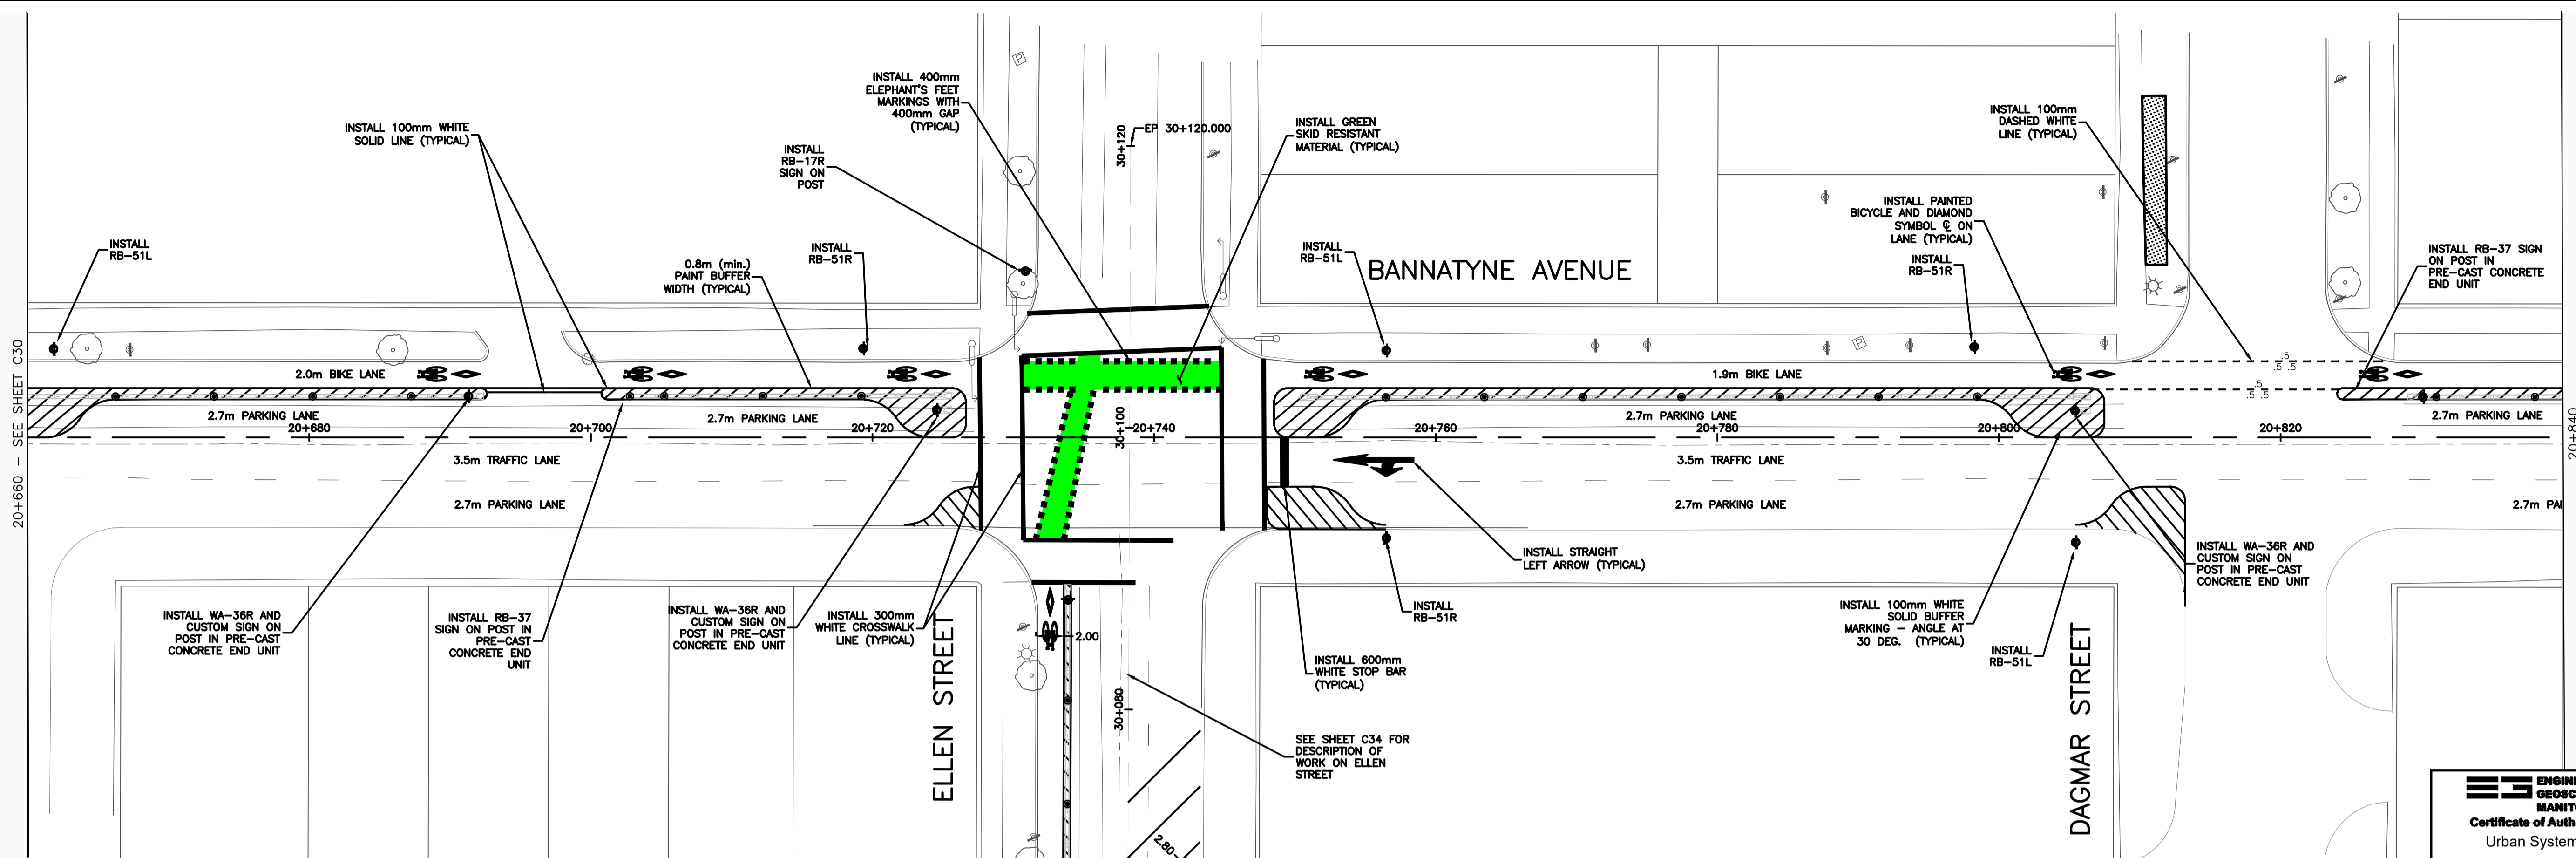 INSTALL 400mm
ELEPHANT'S FEET
MARKINGS WITH
400mm GAP
(TYPICAL)
INSTALL 100mm WHITE
SOLID LINE (TYPICAL)
INSTALL
RB-17R
SIGN ON
POST
30+120
EP 30+120.000
INSTALL GREEN
SKID RESISTANT
MATERIAL (TYPICAL)
INSTALL 100mm
DASHED WHITE
LINE (TYPICAL)
INSTALL PAINTED
BICYCLE AND DIAMOND
SYMBOL ℄ ON
LANE (TYPICAL)
INSTALL
RB-51L
0.8m (min.)
PAINT BUFFER
WIDTH (TYPICAL)
INSTALL
RB-51R
INSTALL
RB-51L
BANNATYNE AVENUE
INSTALL
RB-51R
INSTALL RB-37 SIGN
ON POST IN
PRE-CAST CONCRETE
END UNIT
P
P
20+660 - SEE SHEET C30
2.0m BIKE LANE
1.9m BIKE LANE
.5
.5 .5
.5
.5 .5
2.7m PARKING LANE
2.7m PARKING LANE
2.7m PARKING LANE
2.7m PARKING LANE
20+680
20+700
20+720
30+100
20+740
20+760
20+780
20+800
20+820
20+840
3.5m TRAFFIC LANE
3.5m TRAFFIC LANE
2.7m PARKING LANE
2.7m PARKING LANE
2.7m PA
INSTALL STRAIGHT
LEFT ARROW (TYPICAL)
INSTALL WA-36R AND
CUSTOM SIGN ON
POST IN PRE-CAST
CONCRETE END UNIT
INSTALL WA-36R AND
CUSTOM SIGN ON
POST IN PRE-CAST
CONCRETE END UNIT
INSTALL RB-37
SIGN ON POST IN
PRE-CAST
CONCRETE END
UNIT
INSTALL WA-36R AND
CUSTOM SIGN ON
POST IN PRE-CAST
CONCRETE END UNIT
INSTALL 300mm
WHITE CROSSWALK
LINE (TYPICAL)
2.00
INSTALL
RB-51R
INSTALL 100mm WHITE
SOLID BUFFER
MARKING - ANGLE AT
30 DEG. (TYPICAL)
INSTALL
RB-51L
INSTALL 600mm
WHITE STOP BAR
(TYPICAL)
ELLEN STREET
30+080
DAGMAR STREET
SEE SHEET C34 FOR
DESCRIPTION OF
WORK ON ELLEN
STREET
2.80
ENGIN
GEOSC
MANIT
Certificate of Auth
Urban System